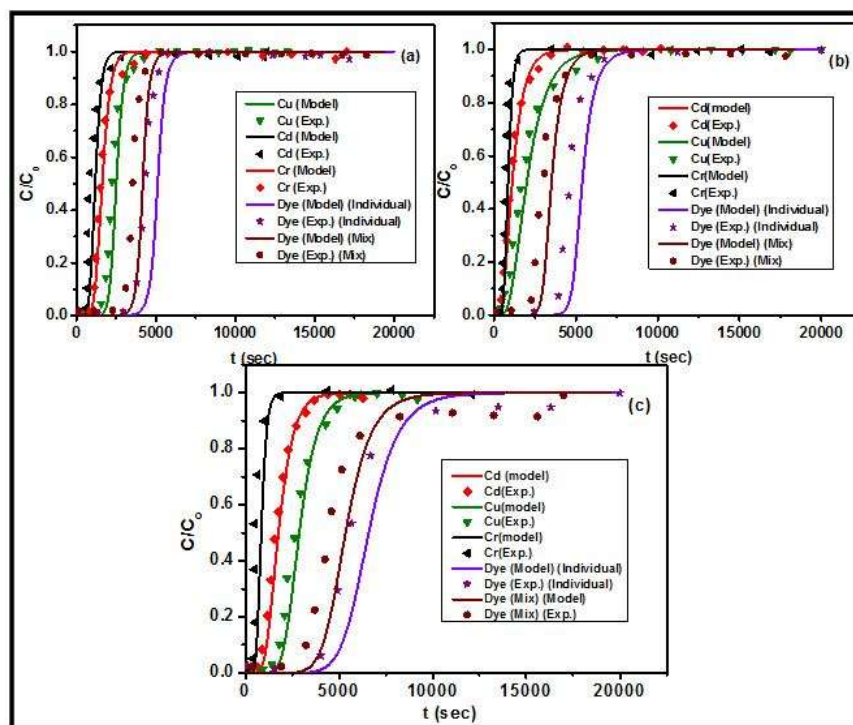 (a)
1.0
0.8
0.6
0.4
0.2
0.0
C/Co
Cu (Model)
Cu (Exp.)
Cd (Model)
Cd (Exp.)
Cr (Model)
Cr (Exp.)
Dye (Model) (Individual)
Dye (Exp.) (Individual)
Dye (Model) (Mix)
Dye (Exp.) (Mix)
0 5000 10000 15000 20000
t (sec)
(b)
1.0
0.8
0.6
0.4
0.2
0.0
C/Co
Cd(model)
Cd(Exp.)
Cu(Model)
Cu(Exp.)
Cr(Model)
Cr(Exp.)
Dye (Model) (Individual)
Dye (Exp.) (Individual)
Dye (Model) (Mix)
Dye (Exp.) (Mix)
0 5000 10000 15000 20000
t (sec)
(c)
1.0
0.8
0.6
0.4
0.2
0.0
C/Co
Cd (model)
Cd(Exp.)
Cu(model)
Cu(Exp.)
Cr(model)
Cr(Exp.)
Dye (Model) (Individual)
Dye (Exp.) (Individual)
Dye (Mix) (Model)
Dye (Mix) (Exp.)
0 5000 10000 15000 20000
t (sec)